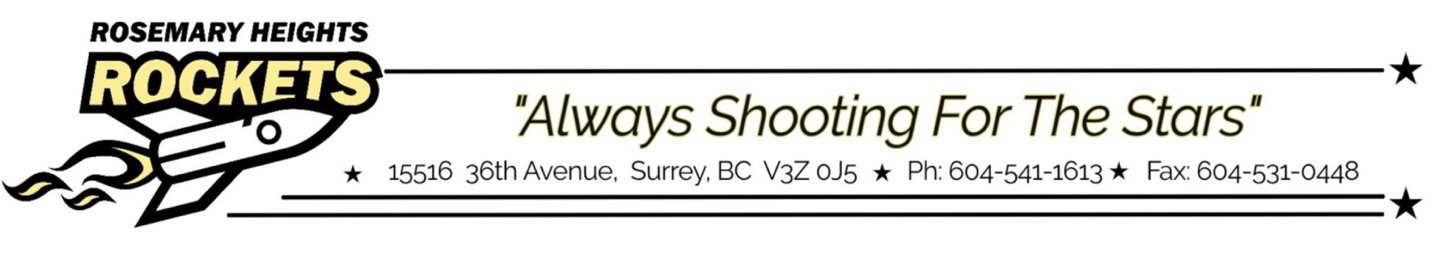 ROSEMARY HEIGHTS
ROCKETS
"Always Shooting For The Stars"
★ 15516 36th Avenue, Surrey, BC V3Z 0J5 ★ Ph: 604-541-1613 ★ Fax: 604-531-0448